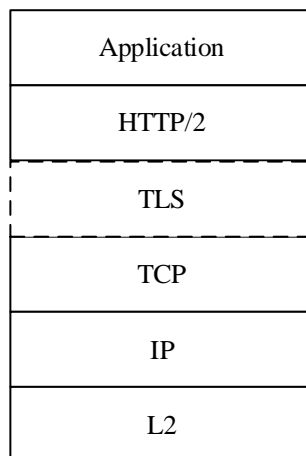 Application
HTTP/2
TLS
TCP
IP
L2